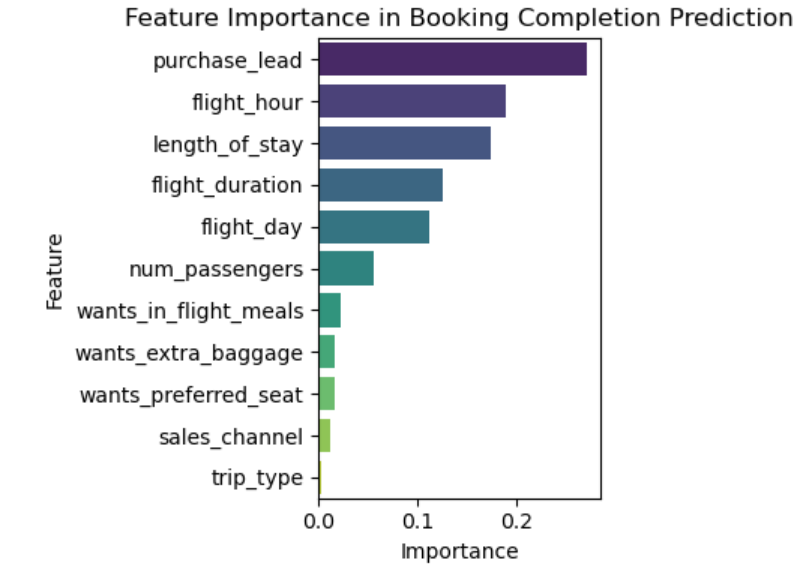 Feature Importance in Booking Completion Prediction
purchase_lead
flight_hour
length_of_stay
flight_duration
flight_day
num_passengers
wants_in_flight_meals
wants_extra_baggage
wants_preferred_seat
sales_channel
trip_type
Feature
0.0 0.1 0.2
Importance